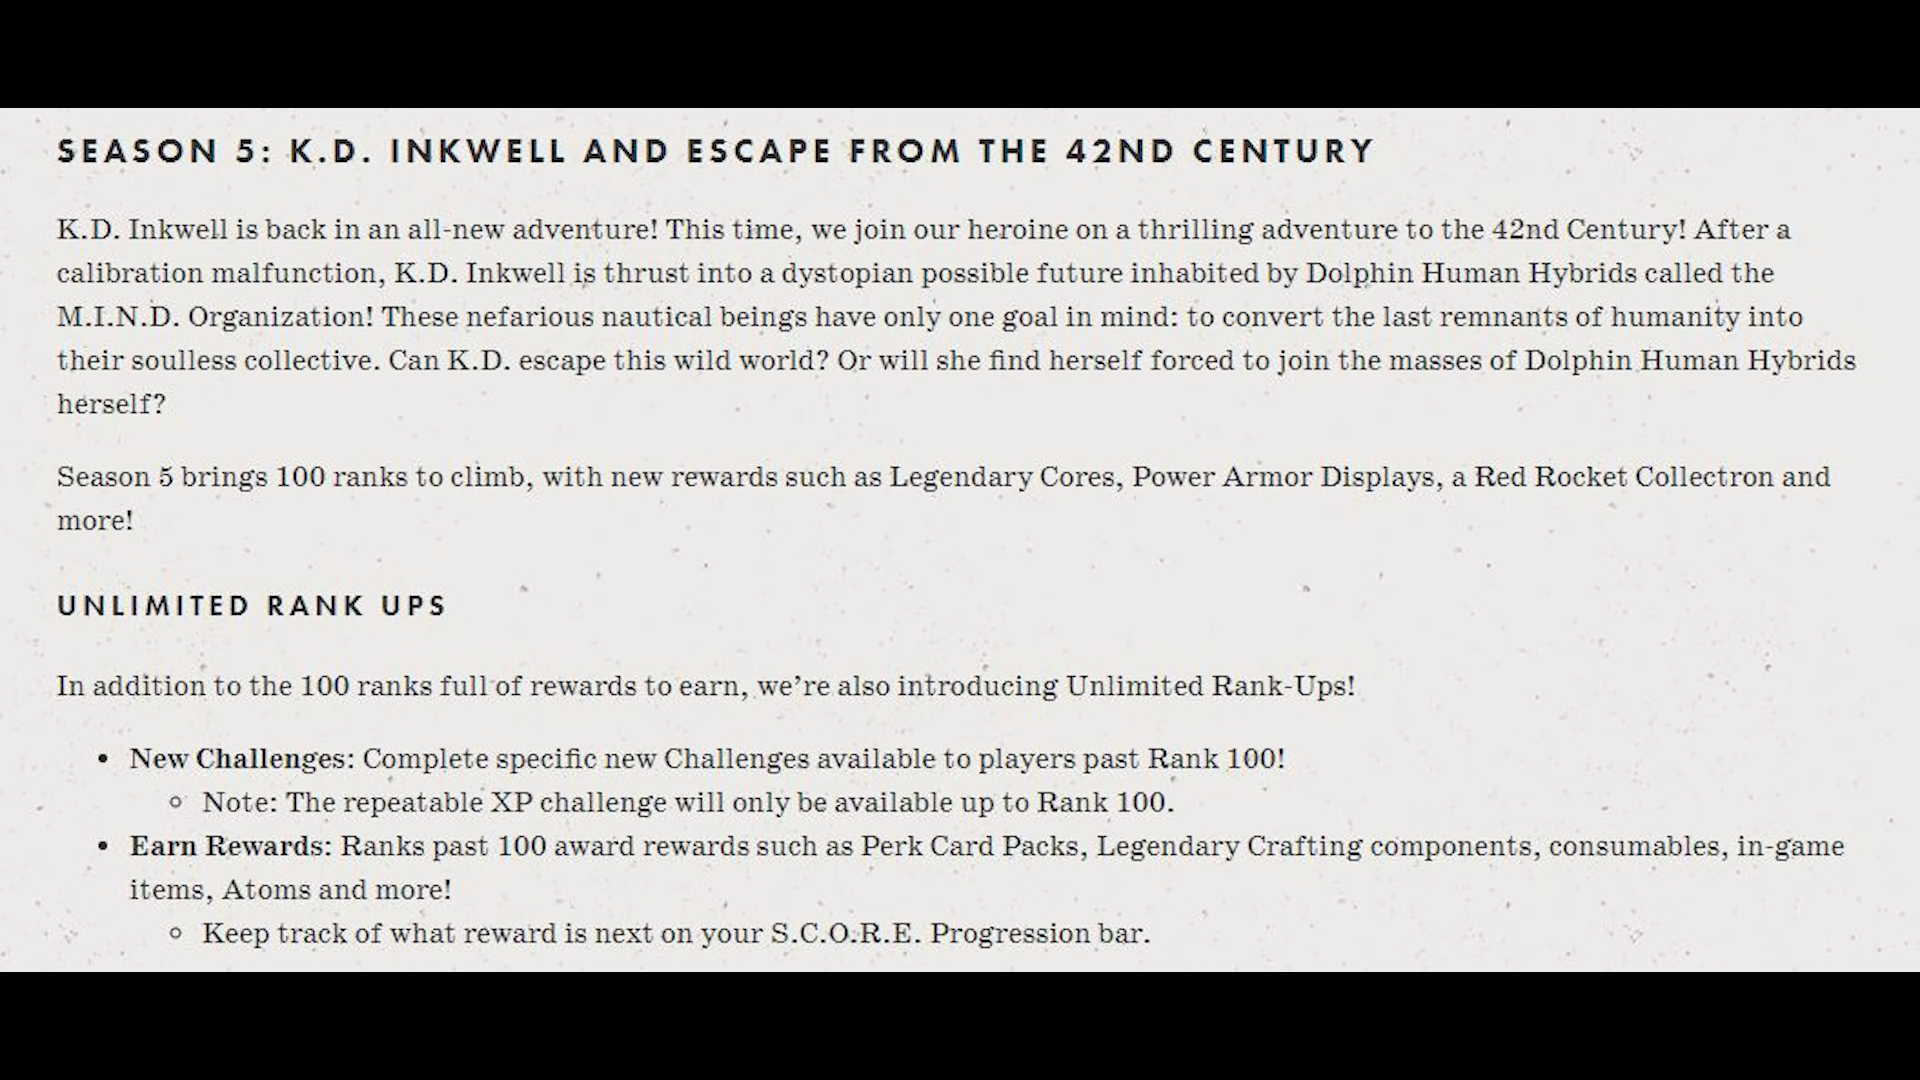 SEASON 5: K.D. INKWELL AND ESCAPE FROM THE 42ND CENTURY
K.D. Inkwell is back in an all-new adventure! This time, we join our heroine on a thrilling adventure to the 42nd Century! After a
calibration malfunction, K.D. Inkwell is thrust into a dystopian possible future inhabited by Dolphin Human Hybrids called the
M.I.N.D. Organization! These nefarious nautical beings have only one goal in mind: to convert the last remnants of humanity into
their soulless collective. Can K.D. escape this wild world? Or will she find herself forced to join the masses of Dolphin Human Hybrids
herself?
Season 5 brings 100 ranks to climb, with new rewards such as Legendary Cores, Power Armor Displays, a Red Rocket Collectron and
more!
UNLIMITED RANK UPS
In addition to the 100 ranks full of rewards to earn, we’re also introducing Unlimited Rank-Ups!
• New Challenges: Complete specific new Challenges available to players past Rank 100!
◦ Note: The repeatable XP challenge will only be available up to Rank 100.
• Earn Rewards: Ranks past 100 award rewards such as Perk Card Packs, Legendary Crafting components, consumables, in-game
items, Atoms and more!
◦ Keep track of what reward is next on your S.C.O.R.E. Progression bar.